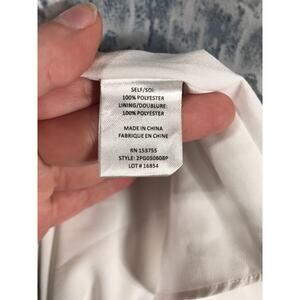 SELF/SOI:
100% POLYESTER
LINING/DOUBLURE:
100% POLYESTER
MADE IN CHINA
FABRIQUE EN CHINE
RN 153755
STYLE: 2PG050608P
LOT # 16854